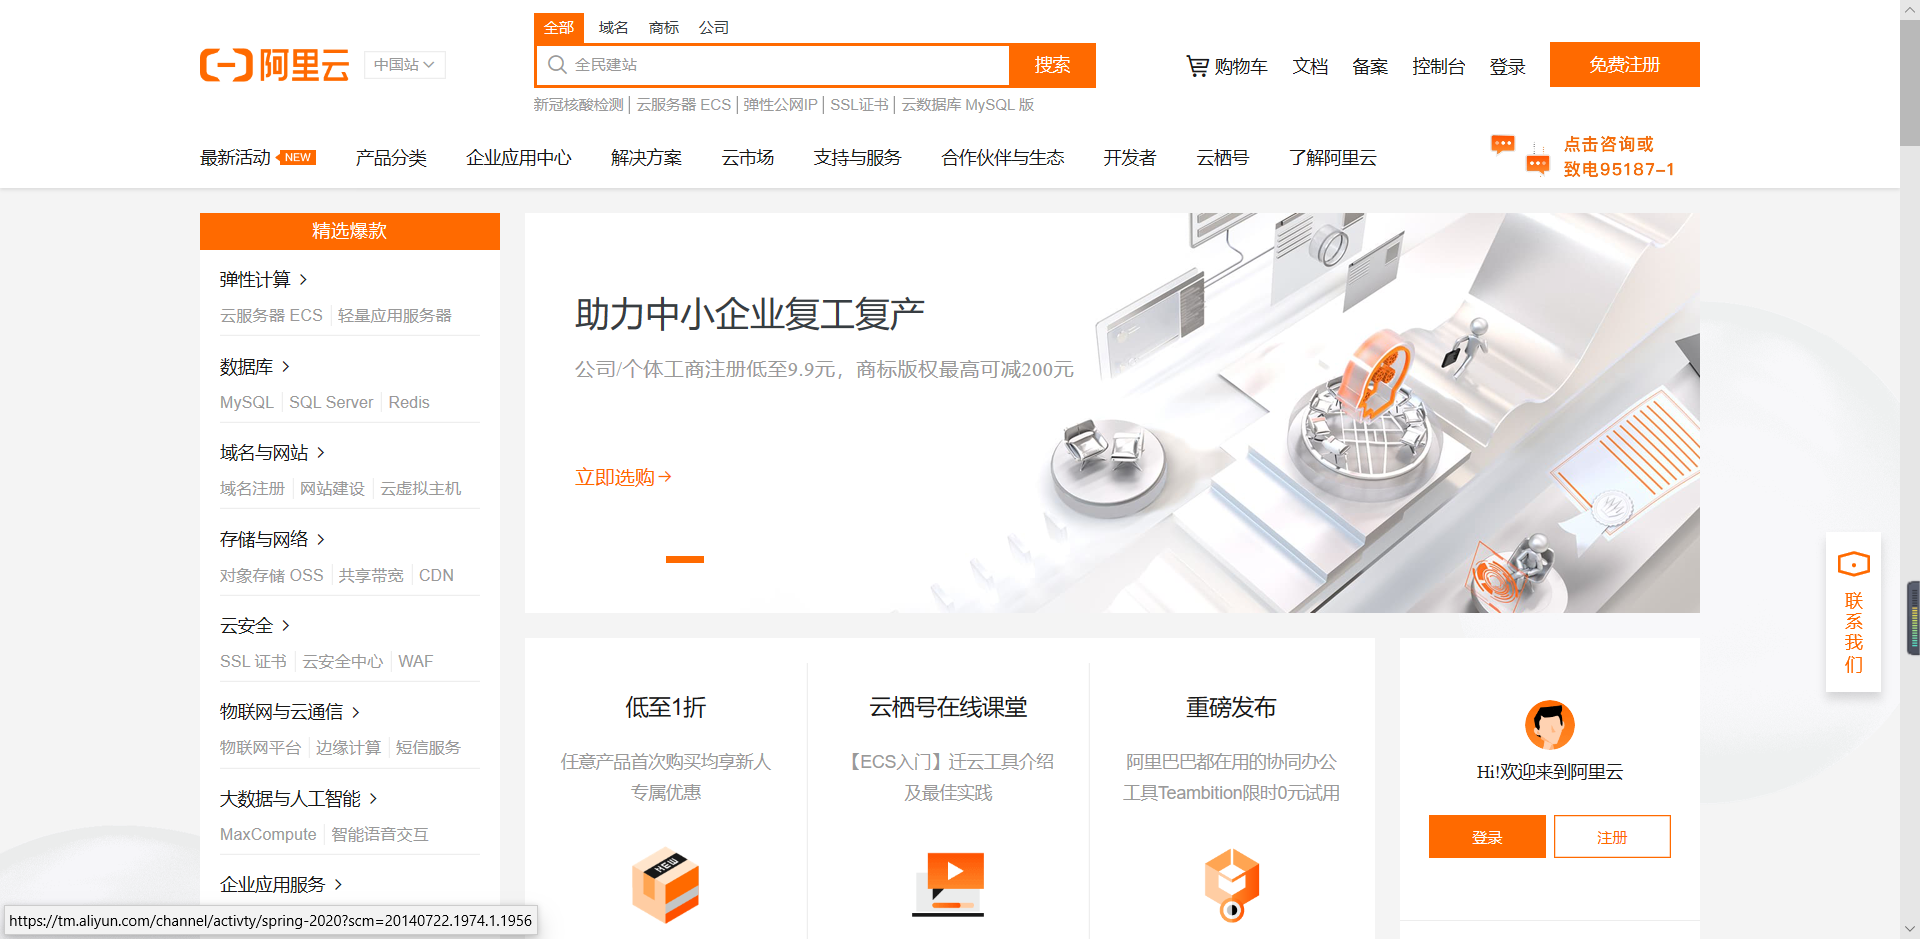 全部 域名 商标 公司
阿里云 中国站
全民建站 搜索
购物车 文档 备案 控制台 登录 免费注册
新冠核酸检测 | 云服务器 ECS | 弹性公网IP | SSL证书 | 云数据库 MySQL 版
最新活动 NEW 产品分类 企业应用中心 解决方案 云市场 支持与服务 合作伙伴与生态 开发者 云栖号 了解阿里云
点击咨询或
致电95187-1
精选爆款
弹性计算
云服务器 ECS 轻量应用服务器
数据库
MySQL SQL Server Redis
域名与网站
域名注册 网站建设 云虚拟主机
存储与网络
对象存储 OSS 共享带宽 CDN
云安全
SSL 证书 云安全中心 WAF
物联网与云通信
物联网平台 边缘计算 短信服务
大数据与人工智能
MaxCompute 智能语音交互
企业应用服务
助力中小企业复工复产
公司/个体工商注册低至9.9元，商标版权最高可减200元
立即选购
低至1折
任意产品首次购买均享新人
专属优惠
NEW
云栖号在线课堂
【ECS入门】迁云工具介绍
及最佳实践
重磅发布
阿里巴巴都在用的协同办公
工具Teambition限时0元试用
Hi!欢迎来到阿里云
登录 注册
联系我们
https://tm.aliyun.com/channel/activty/spring-2020?scm=20140722.1974.1.1956